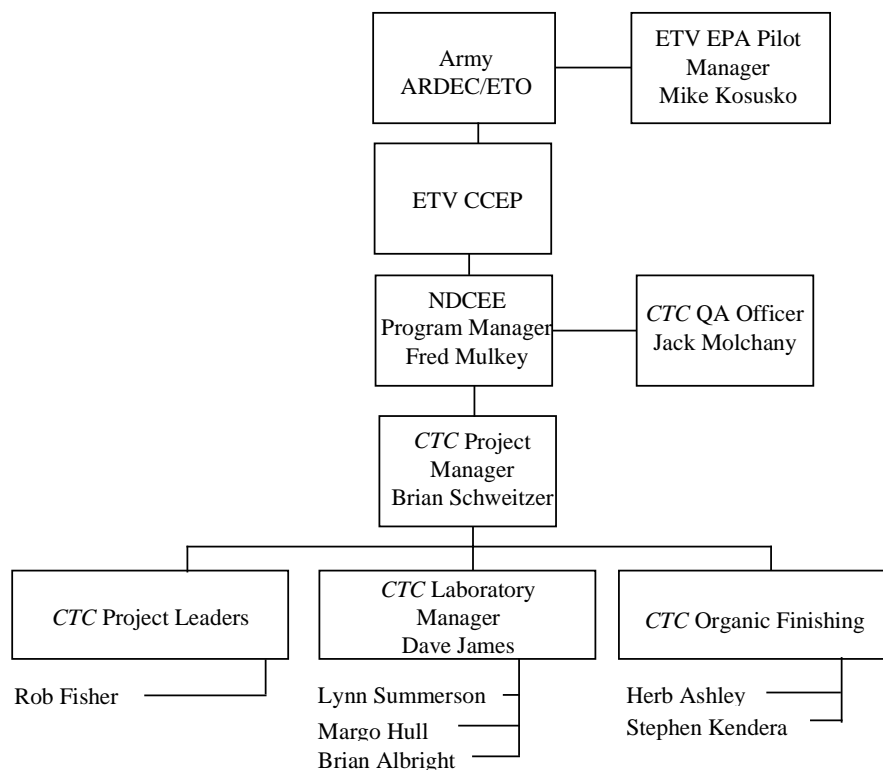 Army
ARDEC/ETO
ETV EPA Pilot
Manager
Mike Kosusko
ETV CCEP
NDCEE
Program Manager
Fred Mulkey
CTC QA Officer
Jack Molchany
CTC Project
Manager
Brian Schweitzer
CTC Project Leaders
CTC Laboratory
Manager
Dave James
CTC Organic Finishing
Rob Fisher
Lynn Summerson
Margo Hull
Brian Albright
Herb Ashley
Stephen Kendera